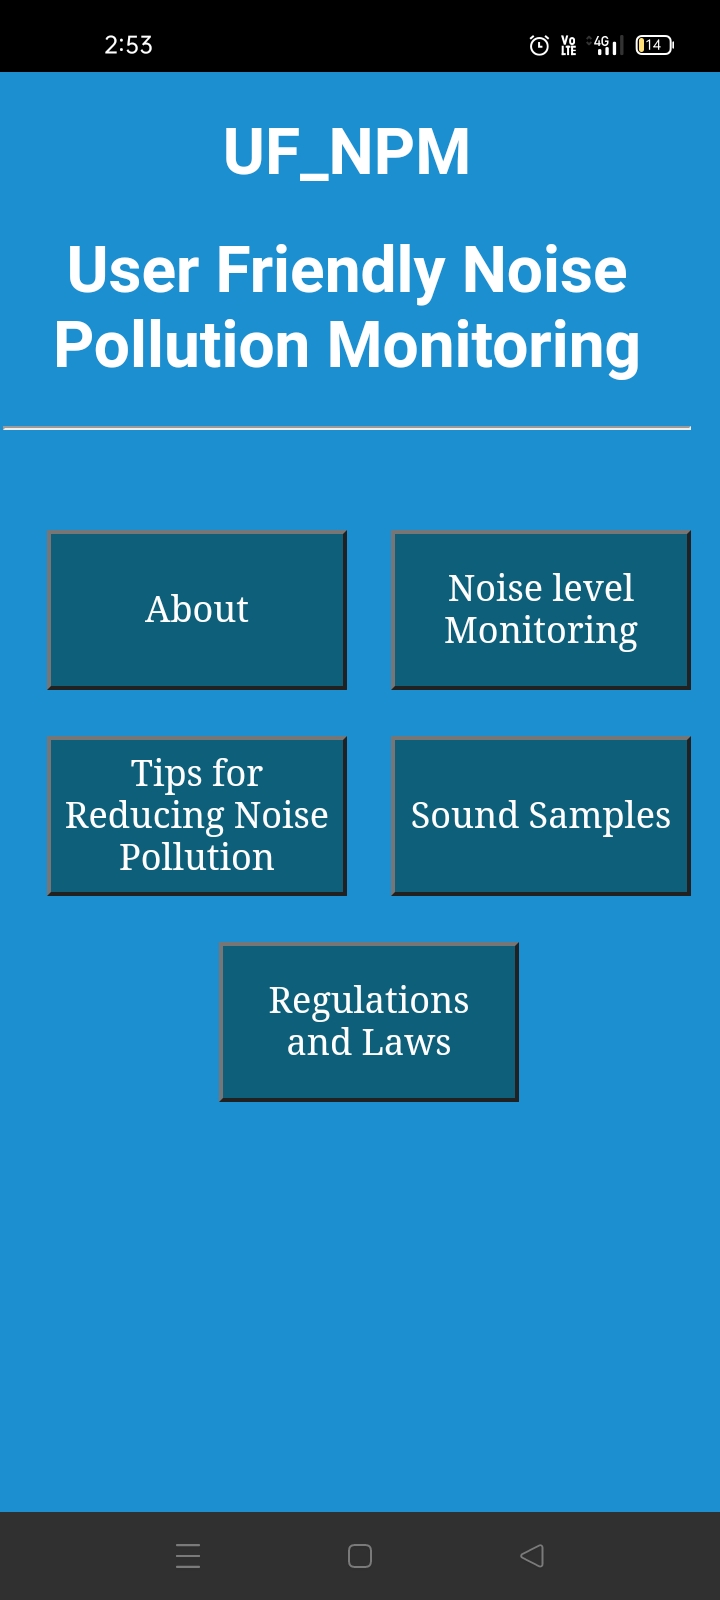 2:53
Vo LTE 4G 14
UF_NPM
User Friendly Noise
Pollution Monitoring
About
Noise level
Monitoring
Tips for
Reducing Noise
Pollution
Sound Samples
Regulations
and Laws